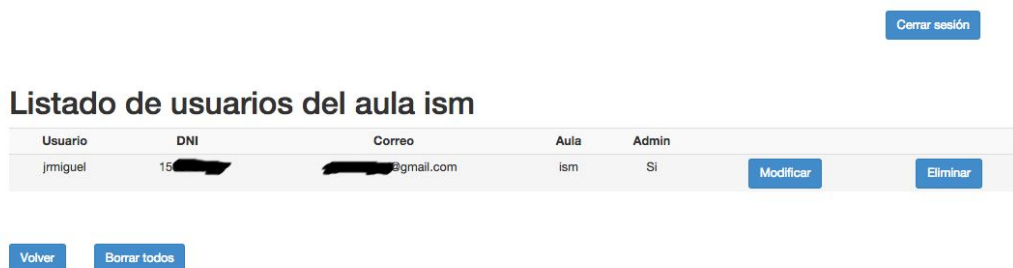 Cerrar sesión
Listado de usuarios del aula ism
Usuario DNI Correo Aula Admin
jrmiguel 15 @gmail.com ism Si Modificar Eliminar
Volver Borrar todos